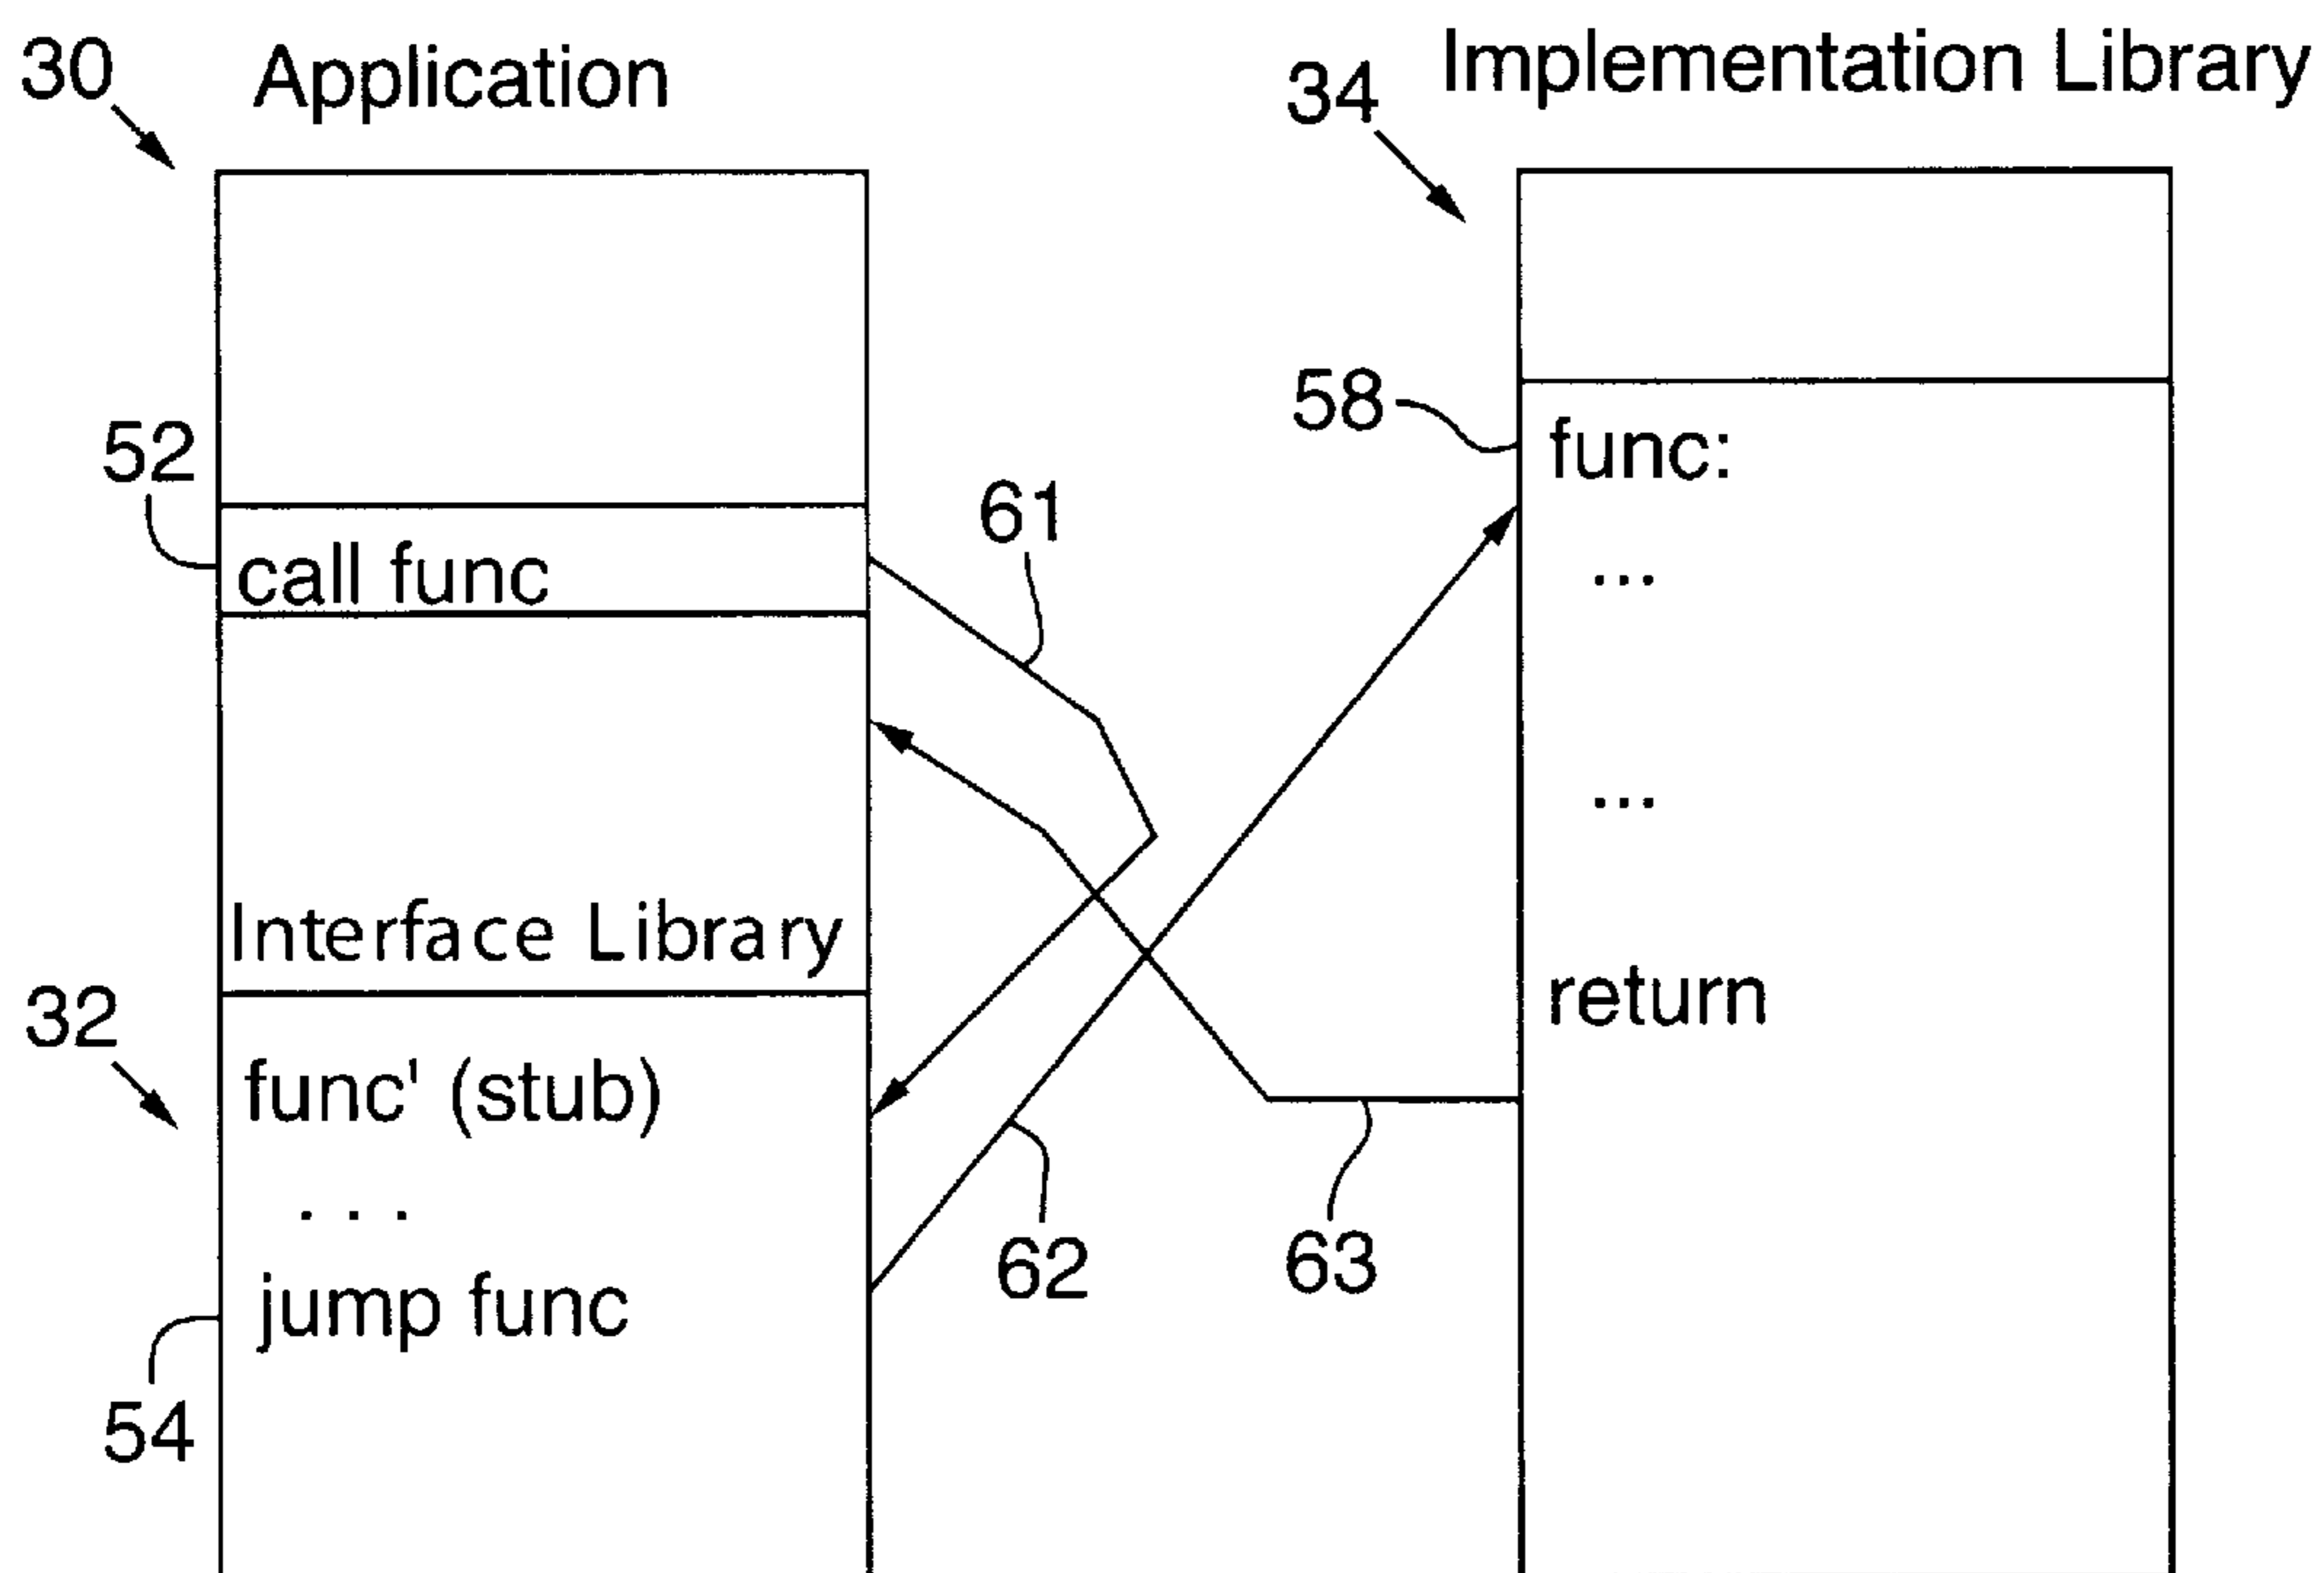 30
Application
52
call func
61
Interface Library
32
func' (stub)
. . .
jump func
54
62
63
34
Implementation Library
58
func:
...
...
return